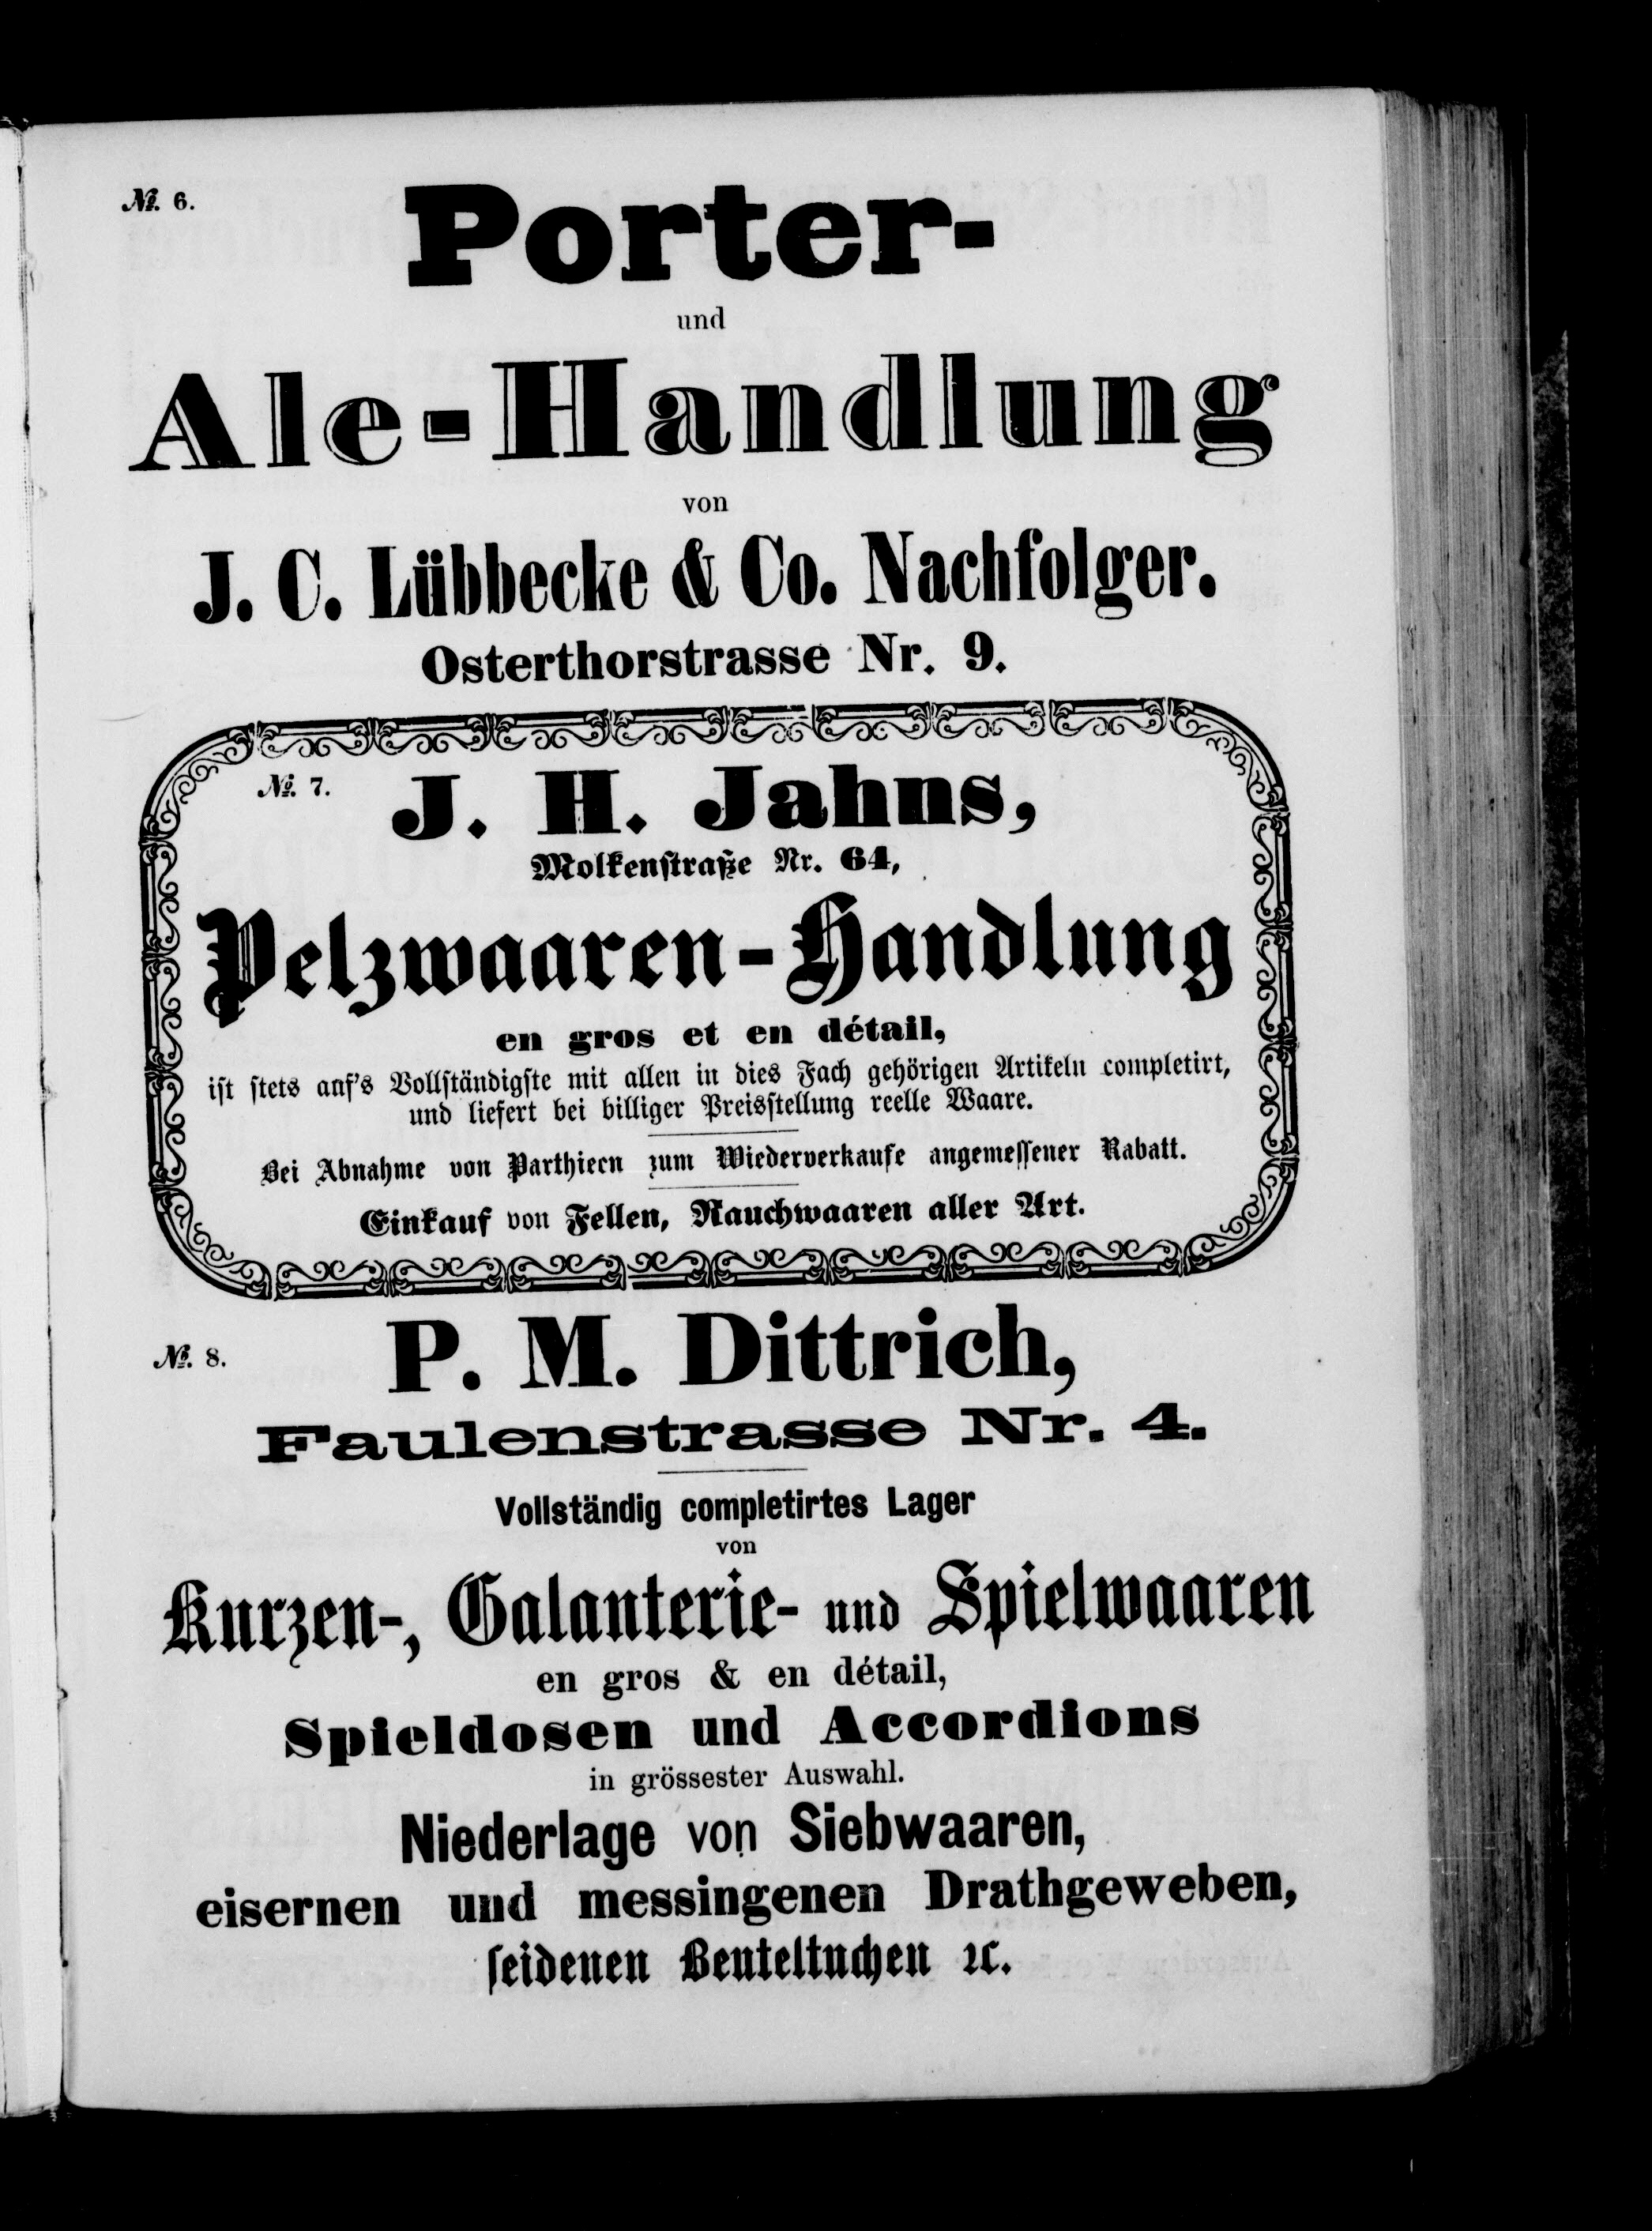 №. 6.
Porter-
und
Ale-Handlung
von
J. C. Lübbecke & Co. Nachfolger.
Osterthorstrasse Nr. 9.
№. 7.
J. H. Jahns,
Molkenstraße Nr. 64,
Pelzwaaren-Handlung
en gros et en détail,
ist stets auf's Vollständigste mit allen in dies Fach gehörigen Artikeln completirt,
und liefert bei billiger Preisstellung reelle Waare.
Bei Abnahme von Parthieen zum Wiederverkaufe angemessener Rabatt.
Einkauf von Fellen, Rauchwaaren aller Art.
№. 8.
P. M. Dittrich,
Faulenstrasse Nr. 4.
Vollständig completirtes Lager
von
Kurzen-, Galanterie- und Spielwaaren
en gros & en détail,
Spieldosen und Accordions
in grössester Auswahl.
Niederlage von Siebwaaren,
eisernen und messingenen Drathgeweben,
seidenen Beuteltuchen ꝛc.